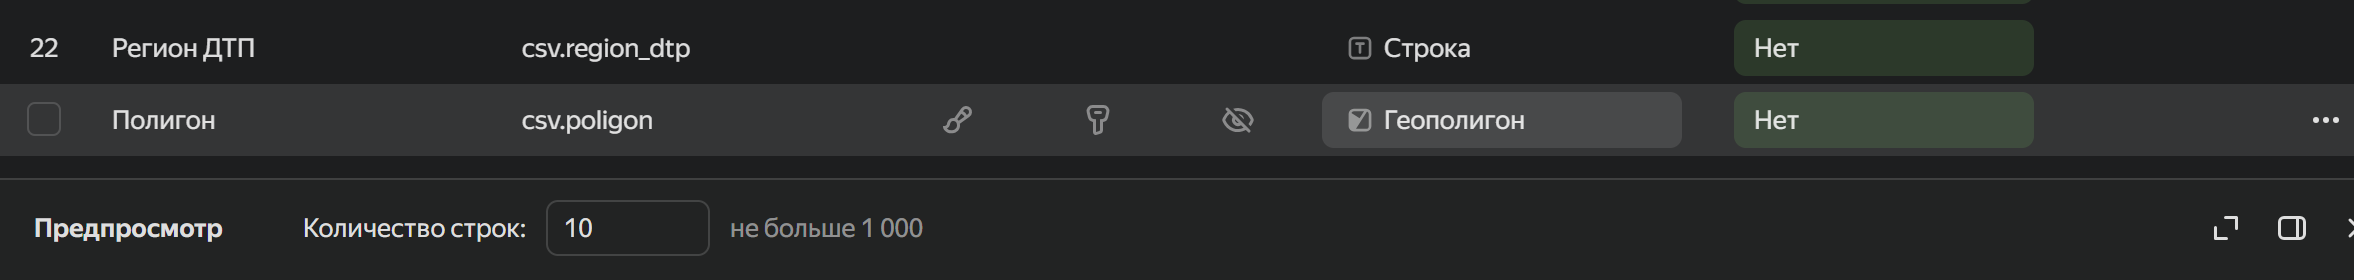 22 Регион ДТП csv.region_dtp Строка Нет
Полигон csv.poligon Геополигон Нет
Предпросмотр Количество строк: 10 не больше 1 000